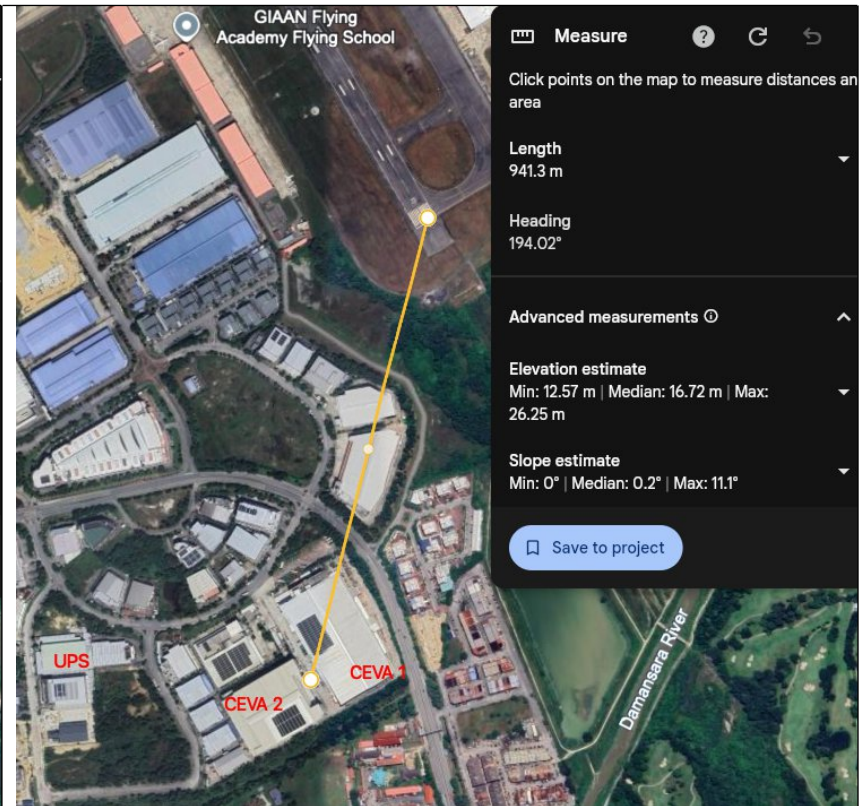 GIAAN Flying
Academy Flying School
UPS
CEVA 2
CEVA 1
Damansara River
Measure
?
Click points on the map to measure distances an
area
Length
941.3 m
Heading
194.02°
Advanced measurements
Elevation estimate
Min: 12.57 m | Median: 16.72 m | Max:
26.25 m
Slope estimate
Min: 0° | Median: 0.2° | Max: 11.1°
Save to project